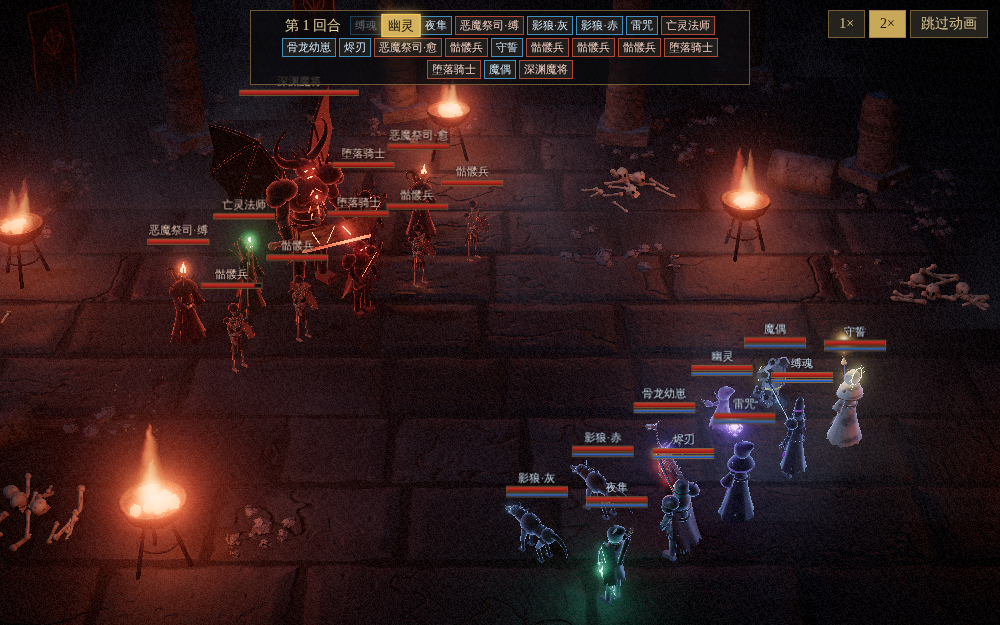 第 1 回合 缚魂 幽灵 夜隼 恶魔祭司·缚 影狼·灰 影狼·赤 雷咒 亡灵法师
骨龙幼崽 烬刃 恶魔祭司·愈 骷髅兵 守誓 骷髅兵 骷髅兵 骷髅兵 堕落骑士
堕落骑士 魔偶 深渊魔将
1× 2× 跳过动画
深渊魔将
恶魔祭司·愈
堕落骑士
骷髅兵
骷髅兵
亡灵法师
堕落骑士
恶魔祭司·缚
骷髅兵
骷髅兵
魔偶
守誓
幽灵
缚魂
骨龙幼崽
雷咒
影狼·赤
烬刃
影狼·灰
夜隼